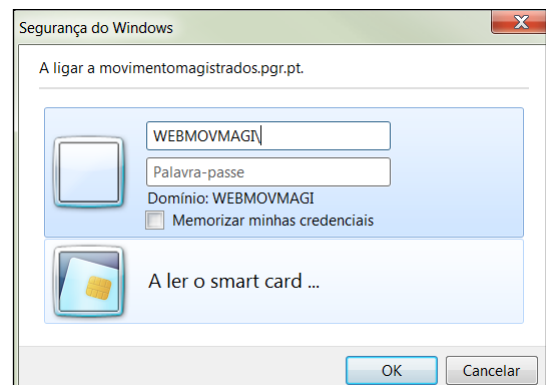 Segurança do Windows
A ligar a movimentomagistrados.pgr.pt.
WEBMOVMAGI\
Palavra-passe
Domínio: WEBMOVMAGI
Memorizar minhas credenciais
A ler o smart card ...
OK
Cancelar